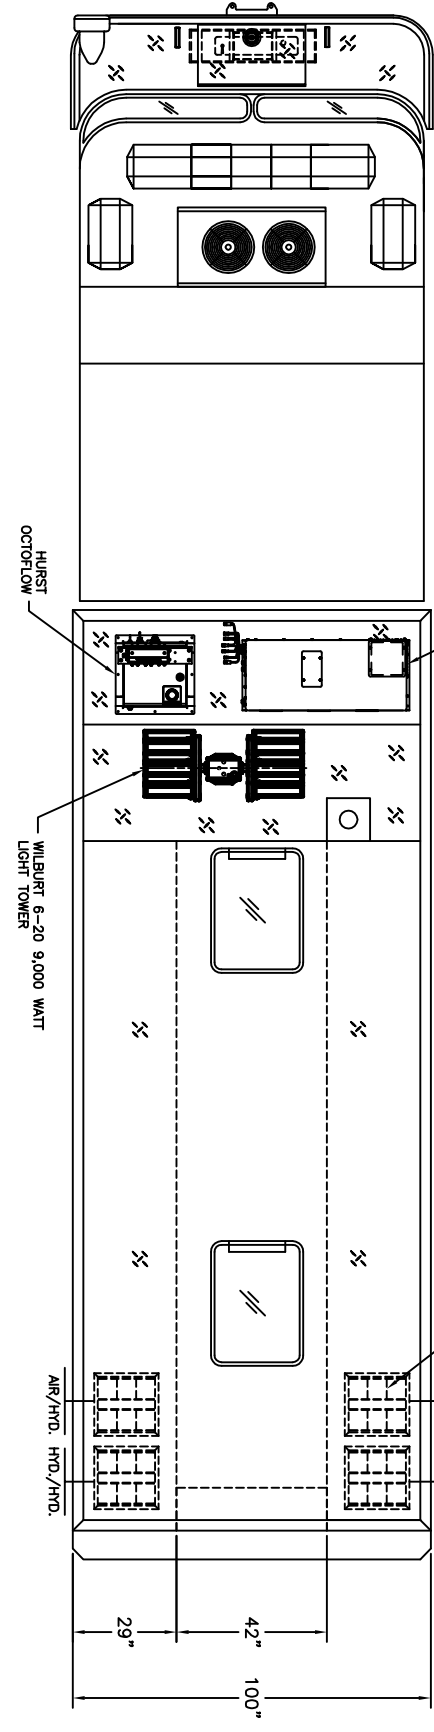 HURST
OCTOFLOW
WILBURT 6-20 9,000 WATT
LIGHT TOWER
AIR/HYD.
HYD./HYD.
29"
42"
100"